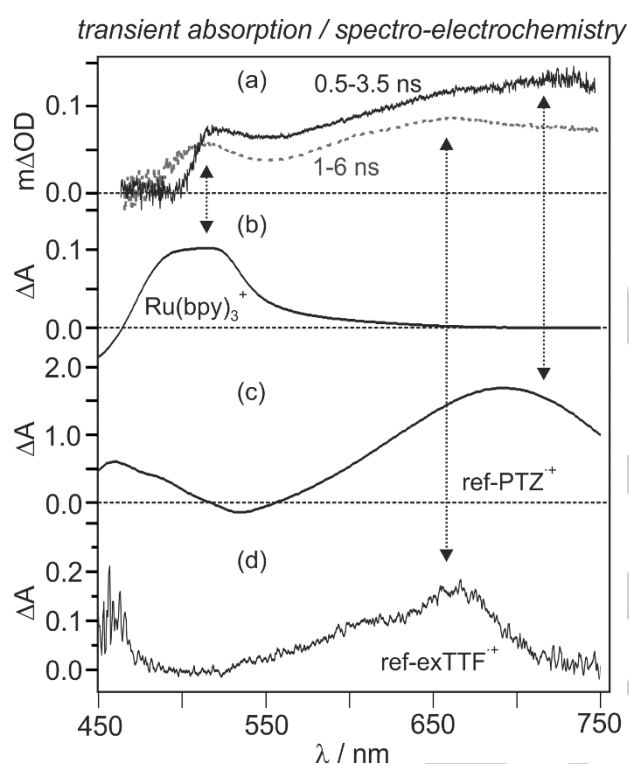 transient absorption / spectro-electrochemistry
(a)
0.5-3.5 ns
1-6 ns
0.1
0.0
mΔOD
(b)
Ru(bpy)₃⁺
0.1
0.0
ΔA
(c)
ref-PTZ·⁺
2.0
1.0
0.0
ΔA
(d)
ref-exTTF·⁺
0.2
0.1
0.0
ΔA
450 550 650 750
λ / nm